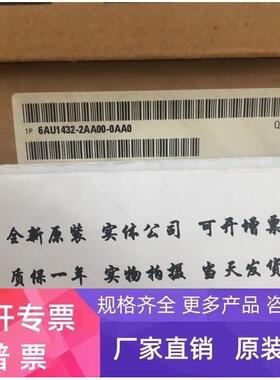 1P 6AU1432-2AA00-0AA0
Q
全新原装 实体公司 可开增票
质保一年 实物拍摄 当天发货
开专票 规格齐全 更多产品 咨
普票 厂家直销 原装